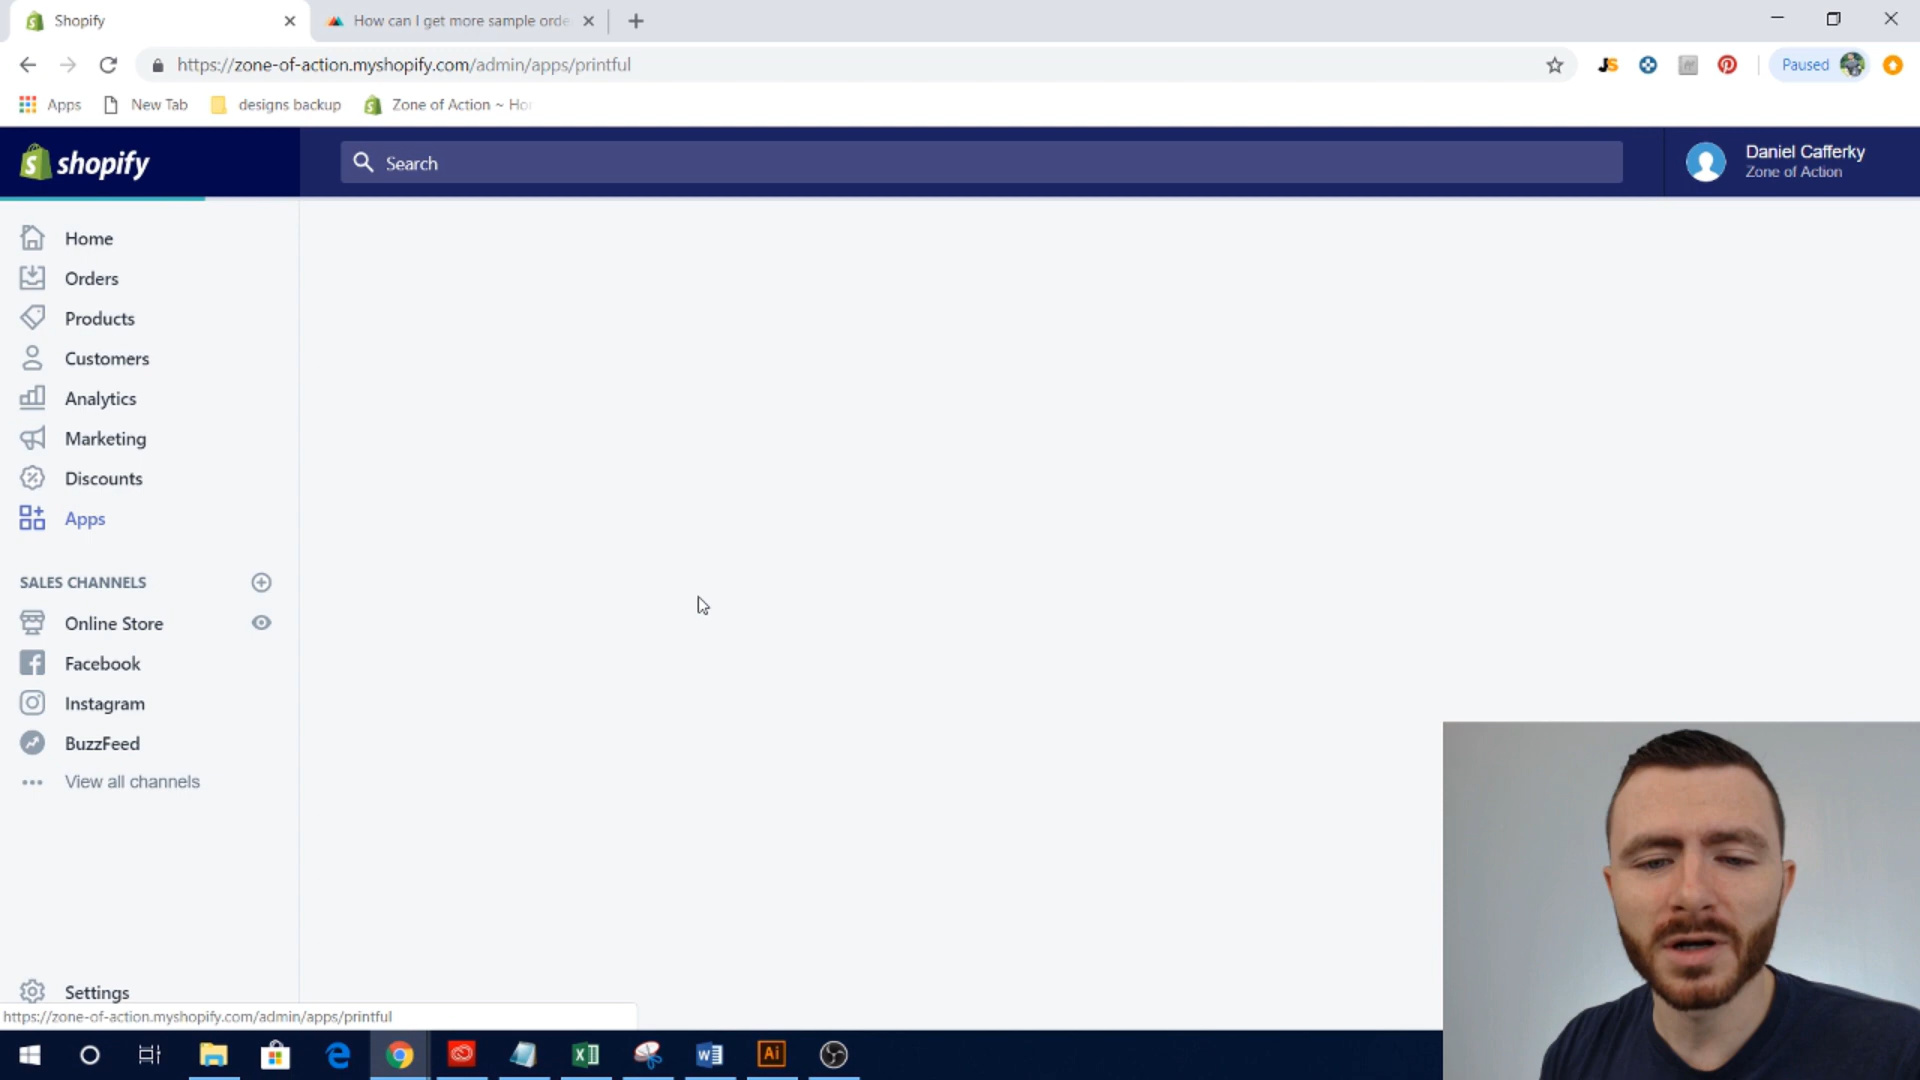 Shopify
How can I get more sample orde
https://zone-of-action.myshopify.com/admin/apps/printful
JS
Paused
Apps
New Tab
designs backup
Zone of Action ~ Ho
shopify
Search
Daniel Cafferky
Zone of Action
Home
Orders
Products
Customers
Analytics
Marketing
Discounts
Apps
SALES CHANNELS
Online Store
Facebook
Instagram
BuzzFeed
View all channels
Settings
https://zone-of-action.myshopify.com/admin/apps/printful
Ai